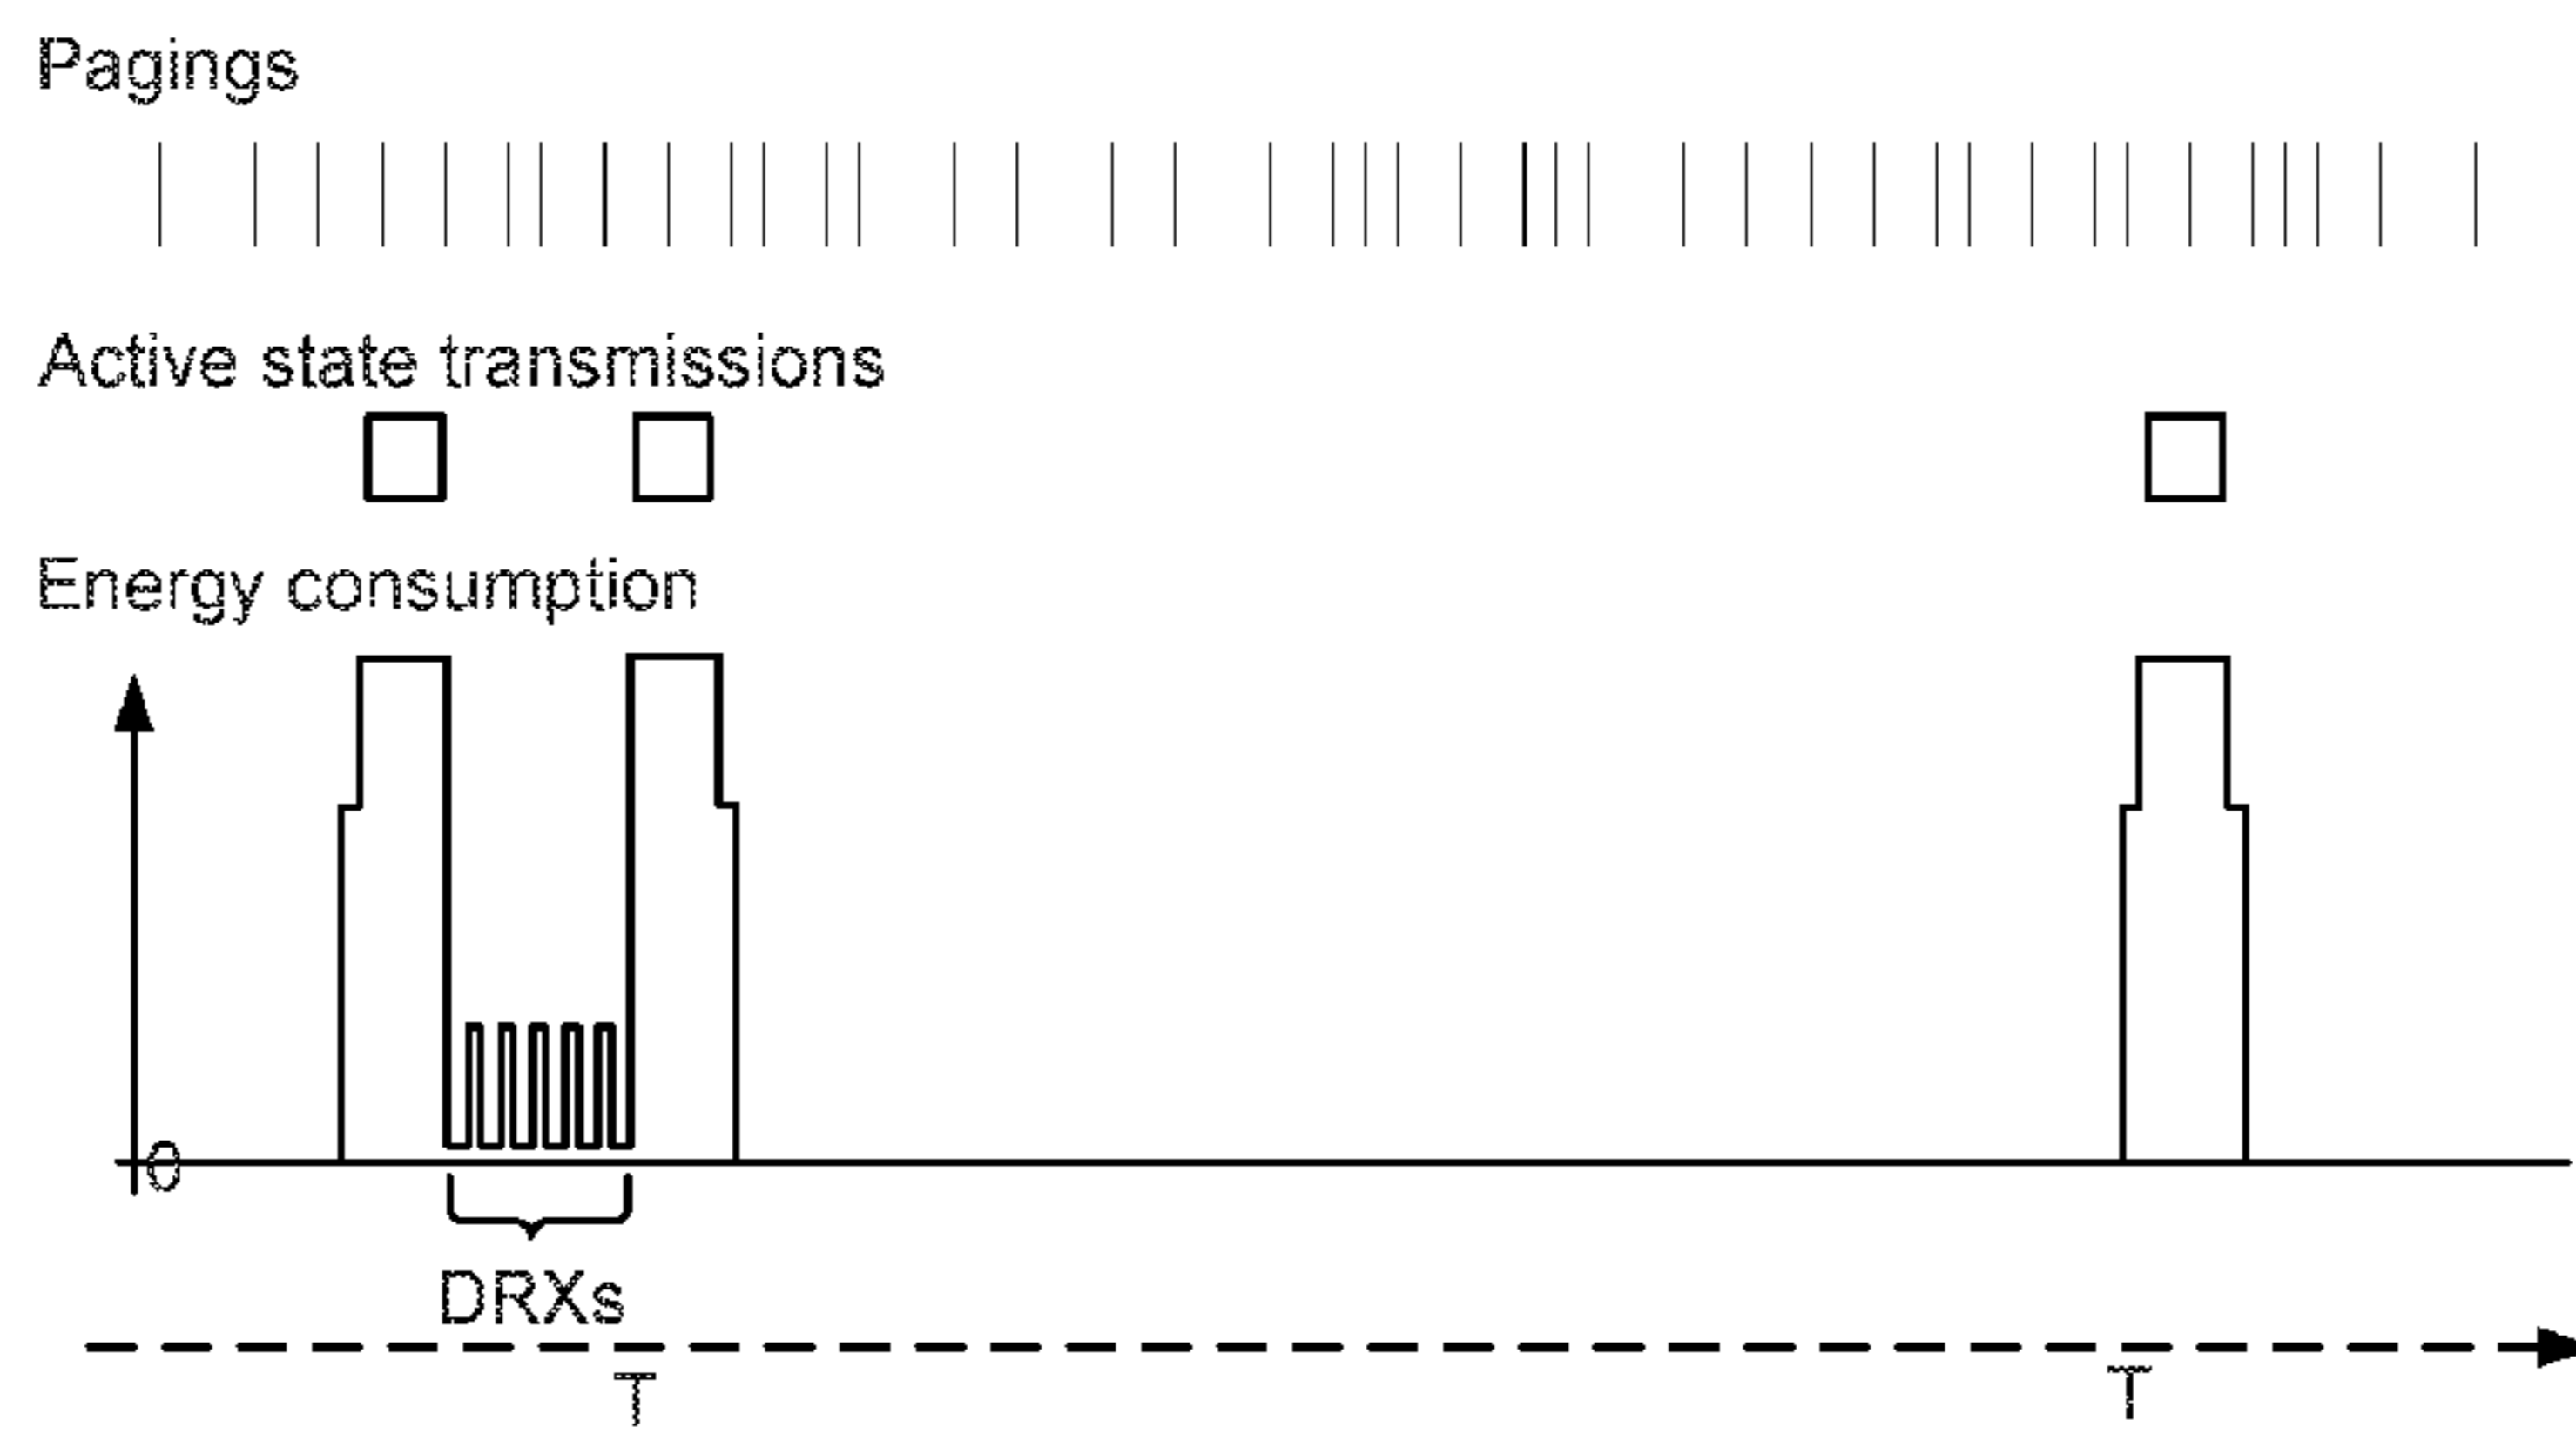 Pagings
Active state transmissions
Energy consumption
0
DRXs
T T